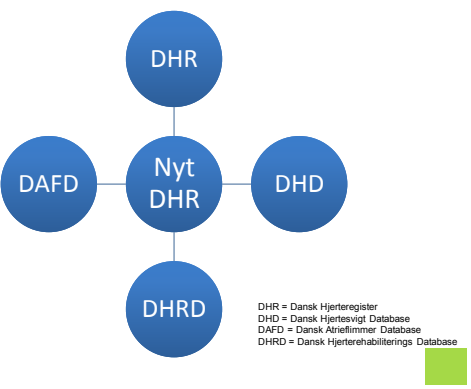 DHR
DAFD
Nyt
DHR
DHD
DHRD
DHR = Dansk Hjerteregister
DHD = Dansk Hjertesvigt Database
DAFD = Dansk Atrieflimmer Database
DHRD = Dansk Hjerterehabiliterings Database